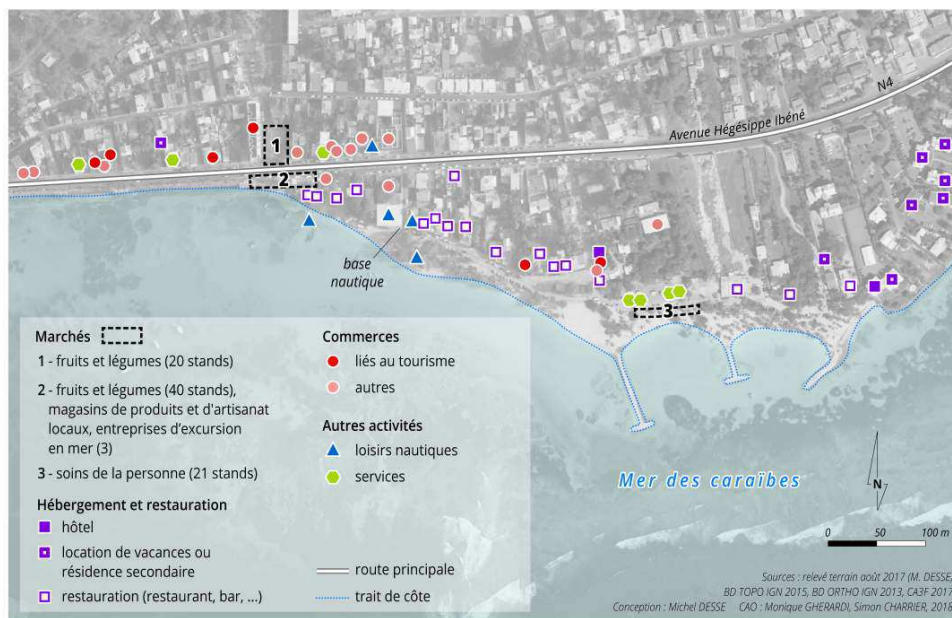 N4
Avenue Hégésippe Ibéné
1
2
base
nautique
3
Marchés
1 - fruits et légumes (20 stands)
2 - fruits et légumes (40 stands),
magasins de produits et d'artisanat
locaux, entreprises d'excursion
en mer (3)
3 - soins de la personne (21 stands)
Hébergement et restauration
hôtel
location de vacances ou
résidence secondaire
restauration (restaurant, bar, ...)
Commerces
liés au tourisme
autres
Autres activités
loisirs nautiques
services
route principale
trait de côte
Mer des caraïbes
N
0 50 100 m
Sources : relevé terrain août 2017 (M. DESSE,
BD TOPO IGN 2015, BD ORTHO IGN 2013, CA3F 2017
Conception : Michel DESSE CAO : Monique GHERARDI, Simon CHARRIER, 2018